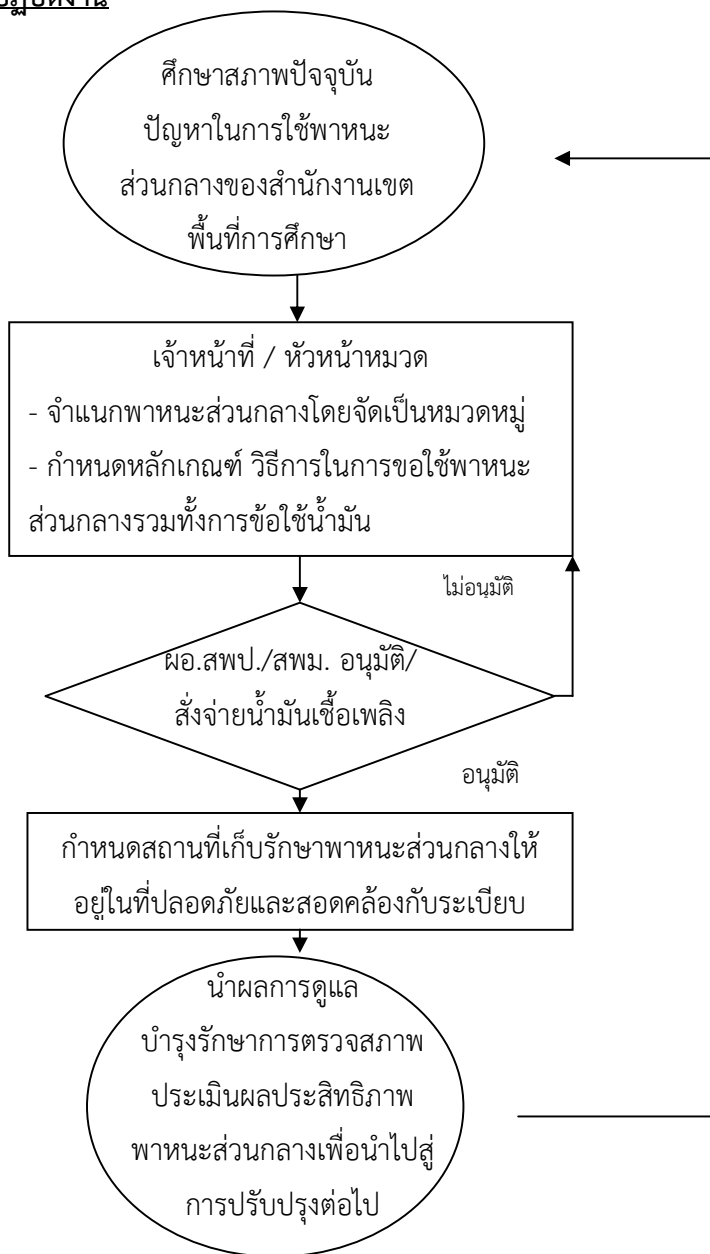 ศึกษาสภาพปัจจุบัน
ปัญหาในการใช้พาหนะ
ส่วนกลางของสำนักงานเขต
พื้นที่การศึกษา
เจ้าหน้าที่ / หัวหน้าหมวด
- จำแนกพาหนะส่วนกลางโดยจัดเป็นหมวดหมู่
- กำหนดหลักเกณฑ์ วิธีการในการขอใช้พาหนะ
ส่วนกลางรวมทั้งการข้อใช้น้ำมัน
ไม่อนุมัติ
ผอ.สพป./สพม. อนุมัติ/
สั่งจ่ายน้ำมันเชื้อเพลิง
อนุมัติ
กำหนดสถานที่เก็บรักษาพาหนะส่วนกลางให้
อยู่ในที่ปลอดภัยและสอดคล้องกับระเบียบ
นำผลการดูแล
บำรุงรักษาการตรวจสภาพ
ประเมินผลประสิทธิภาพ
พาหนะส่วนกลางเพื่อนำไปสู่
การปรับปรุงต่อไป